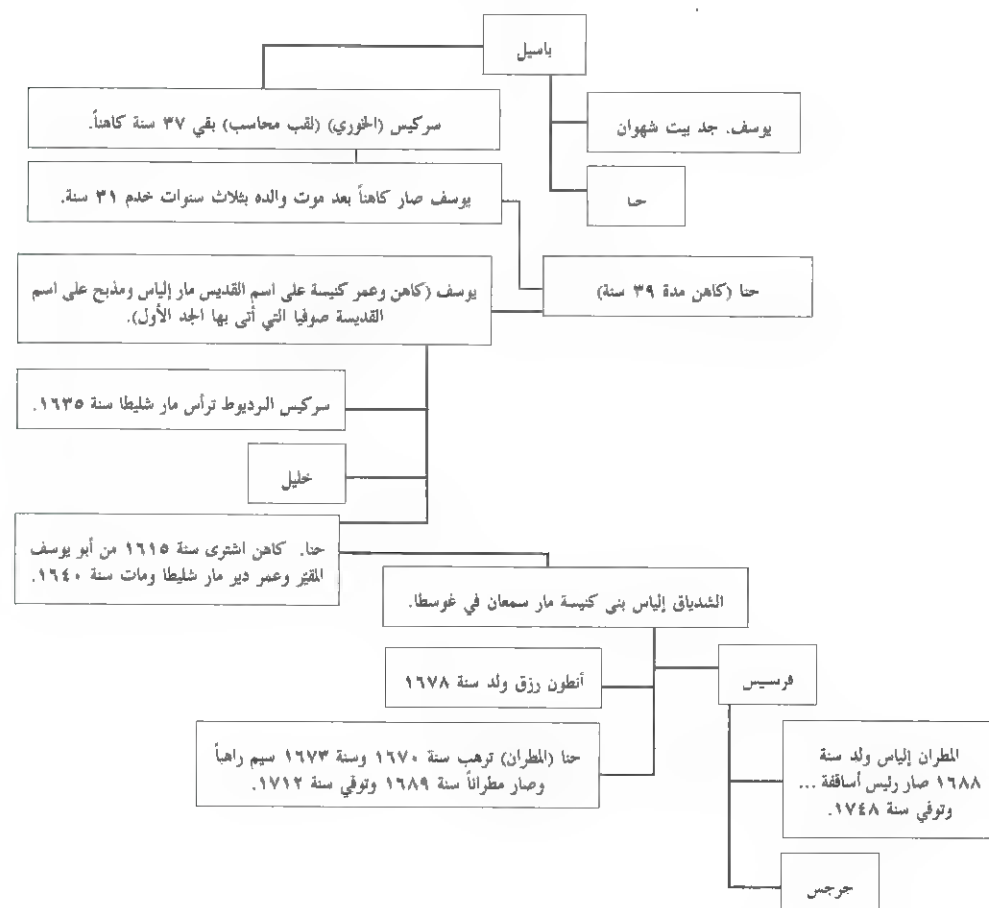 باسيل
يوسف. جد بيت شهوان
سركيس (الخوري) (لقب محاسب) بقي ٣٧ سنة كاهناً.
حنا
يوسف صار كاهناً بعد موت والده بثلاث سنوات خدم ٣١ سنة.
حنا (كاهن مدة ٣٩ سنة)
يوسف (كاهن وعمر كنيسة على اسم القديس مار إلياس ومذبح على اسم
القديسة صوفيا التي أتى بها الجد الأول).
سركيس البرديوط ترأس مار شليطا سنة ١٦٣٥.
خليل
حنا. كاهن اشترى سنة ١٦١٥ من أبو يوسف
المقيّر وعمر دير مار شليطا ومات سنة ١٦٤٠.
الشدياق إلياس بنى كنيسة مار سمعان في غوسطا.
فرنسيس
أنطون رزق ولد سنة ١٦٧٨
حنا (المطران) ترهب سنة ١٦٧٠ وسنة ١٦٧٣ سيم راهباً
وصار مطراناً سنة ١٦٨٩ وتوفي سنة ١٧١٢.
المطران إلياس ولد سنة
١٦٨٨ صار رئيس أساقفة ...
وتوفي سنة ١٧٤٨.
جرجس